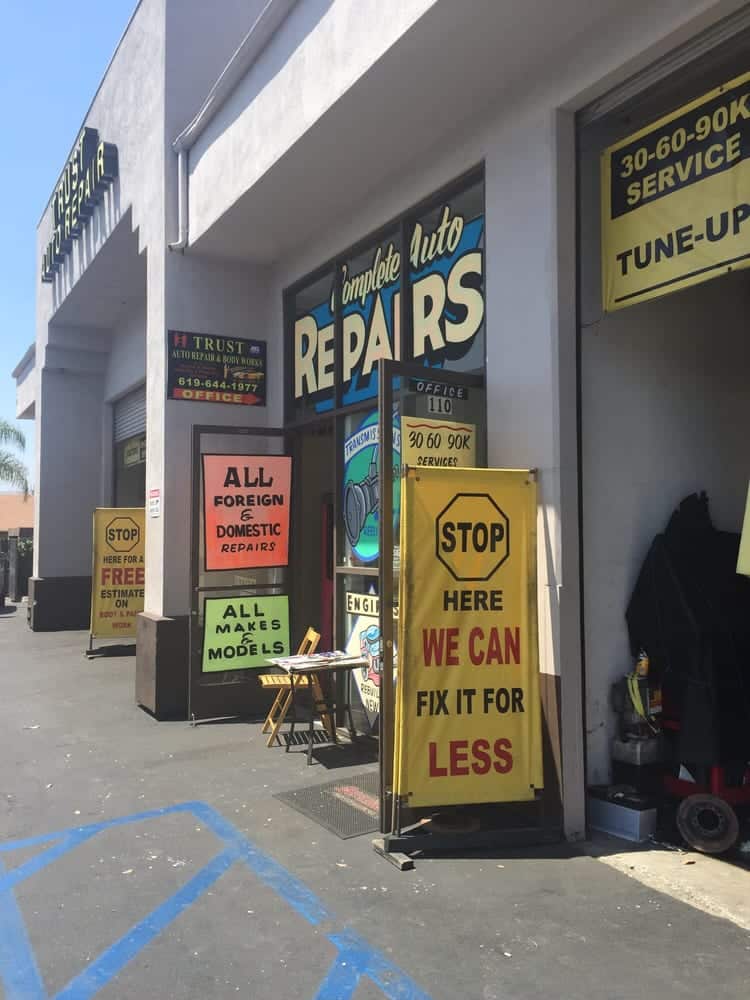 TRUST
AUTO REPAIR
TRUST
AUTO REPAIR & BODY WORKS
619-644-1977
OFFICE
Complete Auto
REPAIRS
OFFICE
110
30 60 90K
SERVICES
TRANSMISSIONS
30-60-90K
SERVICE
TUNE-UP
ALL
FOREIGN
&
DOMESTIC
REPAIRS
ALL
MAKES
&
MODELS
STOP
HERE FOR A
FREE
ESTIMATE
ON
BODY & PAINT
WORK
STOP
HERE
WE CAN
FIX IT FOR
LESS